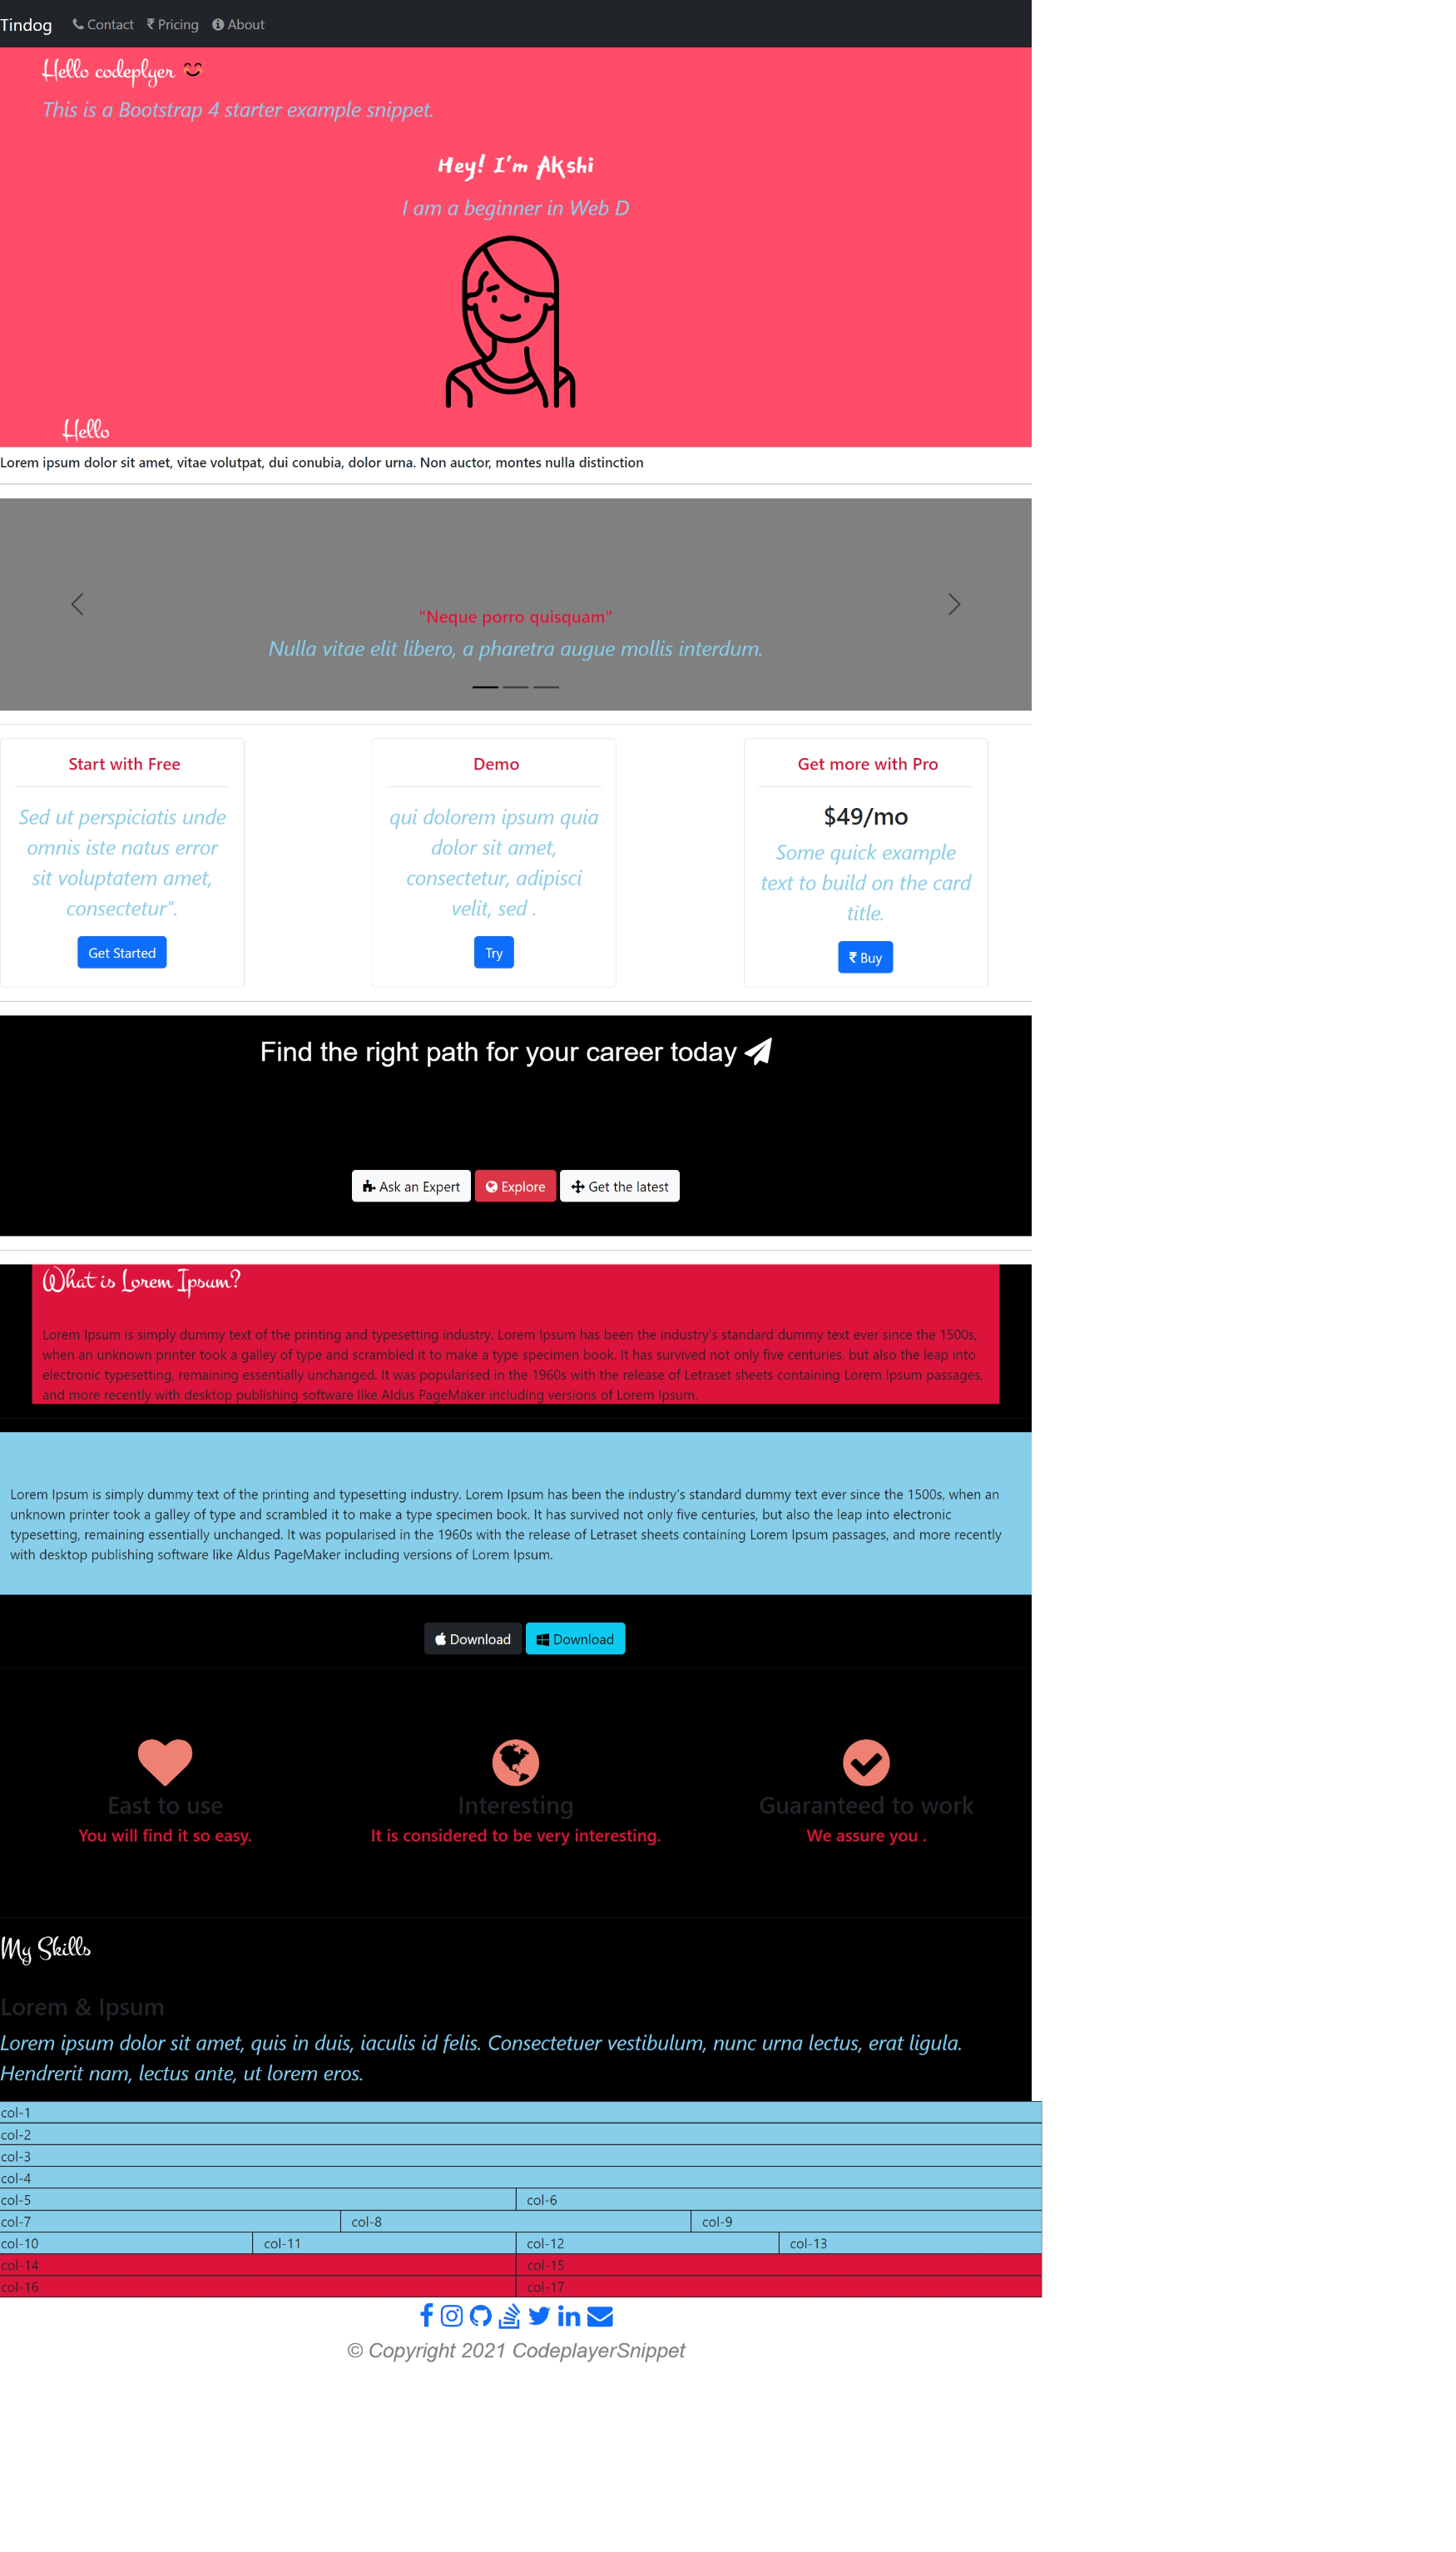 Tindog Contact Pricing About
Hello codeplyer
This is a Bootstrap 4 starter example snippet.
Hey! I'm Akshi
I am a beginner in Web D
Hello
Lorem ipsum dolor sit amet, vitae volutpat, dui conubia, dolor urna. Non auctor, montes nulla distinction
"Neque porro quisquam"
Nulla vitae elit libero, a pharetra augue mollis interdum.
Start with Free
Sed ut perspiciatis unde
omnis iste natus error
sit voluptatem amet,
consectetur".
Get Started
Demo
qui dolorem ipsum quia
dolor sit amet,
consectetur, adipisci
velit, sed .
Try
Get more with Pro
$49/mo
Some quick example
text to build on the card
title.
₹ Buy
Find the right path for your career today
Ask an Expert Explore Get the latest
What is Lorem Ipsum?
Lorem Ipsum is simply dummy text of the printing and typesetting industry. Lorem Ipsum has been the industry's standard dummy text ever since the 1500s,
when an unknown printer took a galley of type and scrambled it to make a type specimen book. It has survived not only five centuries, but also the leap into
electronic typesetting, remaining essentially unchanged. It was popularised in the 1960s with the release of Letraset sheets containing Lorem Ipsum passages,
and more recently with desktop publishing software like Aldus PageMaker including versions of Lorem Ipsum.
Lorem Ipsum is simply dummy text of the printing and typesetting industry. Lorem Ipsum has been the industry's standard dummy text ever since the 1500s, when an
unknown printer took a galley of type and scrambled it to make a type specimen book. It has survived not only five centuries, but also the leap into electronic
typesetting, remaining essentially unchanged. It was popularised in the 1960s with the release of Letraset sheets containing Lorem Ipsum passages, and more recently
with desktop publishing software like Aldus PageMaker including versions of Lorem Ipsum.
Download Download
East to use
You will find it so easy.
Interesting
It is considered to be very interesting.
Guaranteed to work
We assure you .
My Skills
Lorem & Ipsum
Lorem ipsum dolor sit amet, quis in duis, iaculis id felis. Consectetuer vestibulum, nunc urna lectus, erat ligula.
Hendrerit nam, lectus ante, ut lorem eros.
col-1
col-2
col-3
col-4
col-5 col-6
col-7 col-8 col-9
col-10 col-11 col-12 col-13
col-14 col-15
col-16 col-17
© Copyright 2021 CodeplayerSnippet